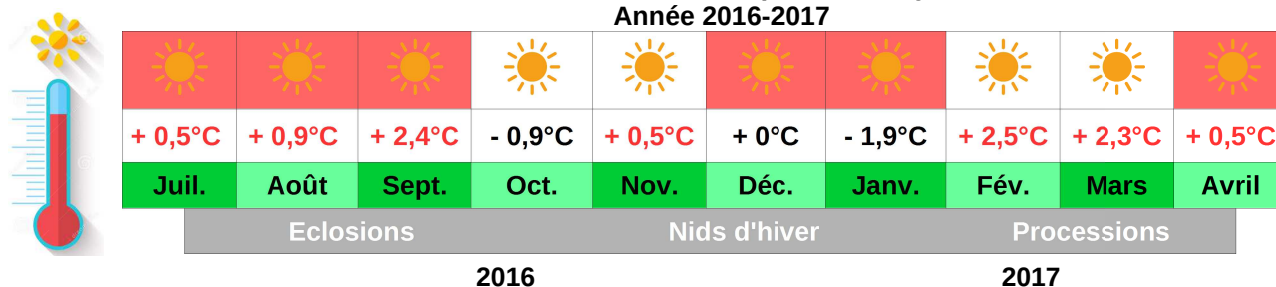 Année 2016-2017
+ 0,5°C + 0,9°C + 2,4°C - 0,9°C + 0,5°C + 0°C - 1,9°C + 2,5°C + 2,3°C + 0,5°C
Juil. Août Sept. Oct. Nov. Déc. Janv. Fév. Mars Avril
Eclosions Nids d'hiver Processions
2016 2017